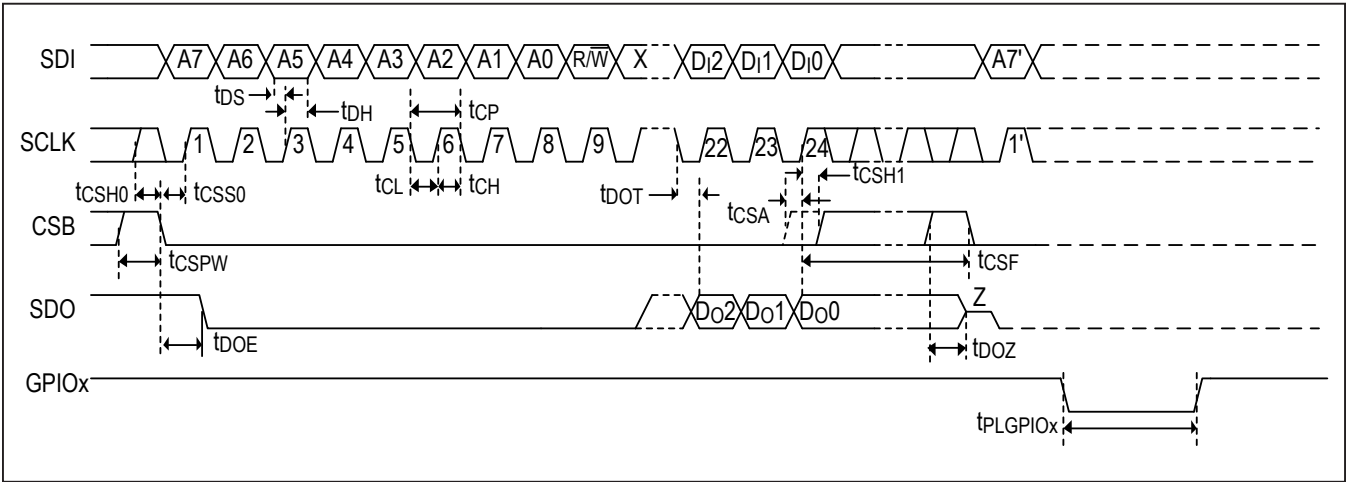 SDI A7 A6 A5 A4 A3 A2 A1 A0 R/W̅ X DI2 DI1 DI0 A7'
tDS tDH tCP
SCLK 1 2 3 4 5 6 7 8 9 22 23 24 1'
tCSH0 tCSS0 tCL tCH tDOT tCSA tCSH1
CSB
tCSPW tCSF
SDO DO2 DO1 DO0 Z
tDOE tDOZ
GPIOx
tPLGPIOx